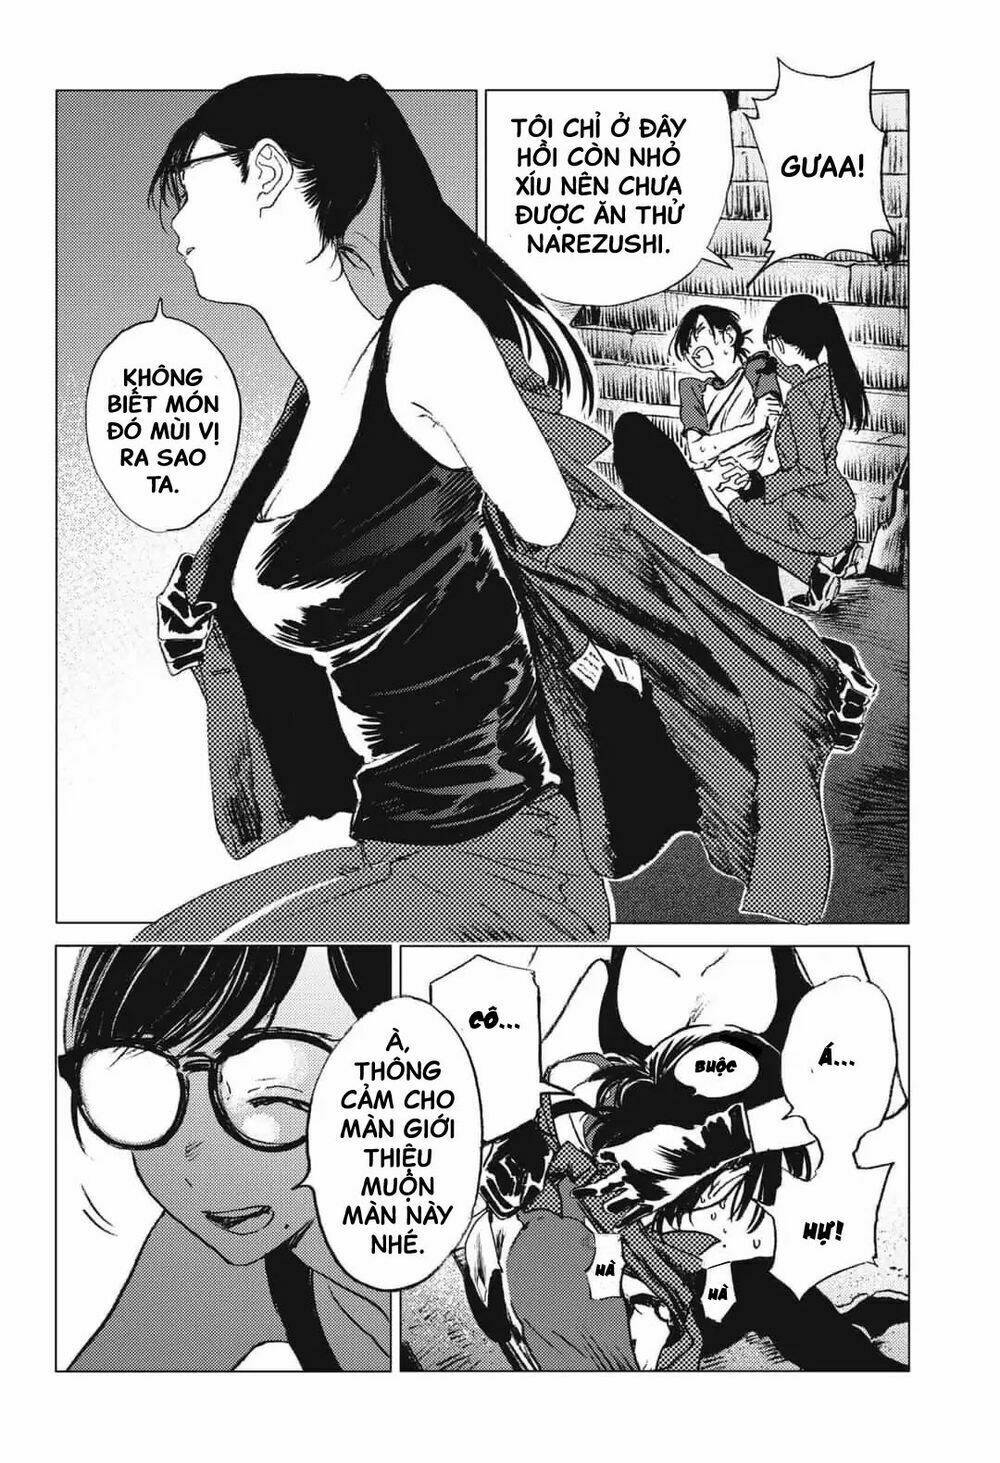 GƯAA!
TÔI CHỈ Ở ĐÂY
HỒI CÒN NHỎ
XÍU NÊN CHƯA
ĐƯỢC ĂN THỬ
NAREZUSHI.
KHÔNG
BIẾT MÓN
ĐÓ MÙI VỊ
RA SAO
TA.
Á...
BUỘC
CÔ...
HỰ!
HÀ
HÀ
À,
THÔNG
CẢM CHO
MÀN GIỚI
THIỆU
MUỘN
MÀN NÀY
NHÉ.